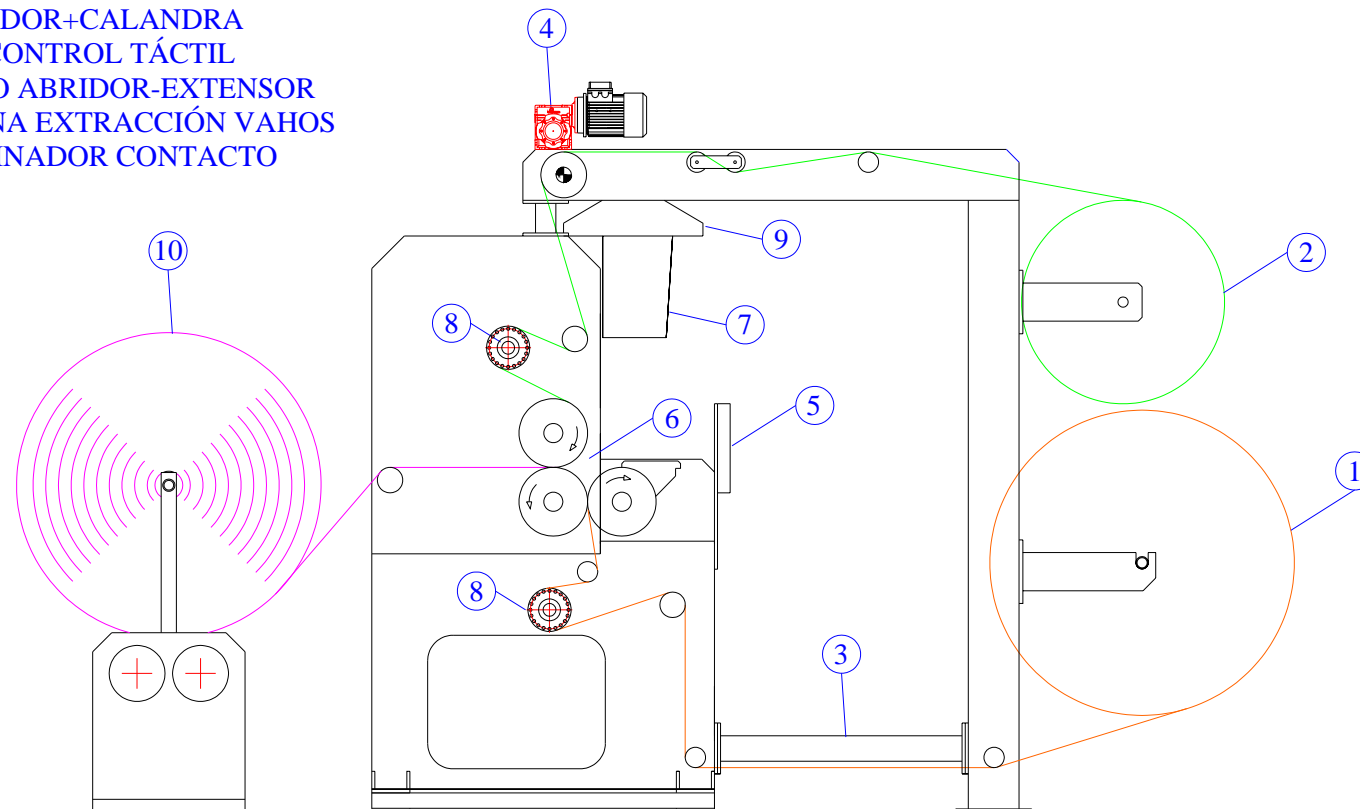 DOR+CALANDRA
CONTROL TÁCTIL
O ABRIDOR-EXTENSOR
NA EXTRACCIÓN VAHOS
INADOR CONTACTO
4
10
9
2
8
7
6
5
1
8
3